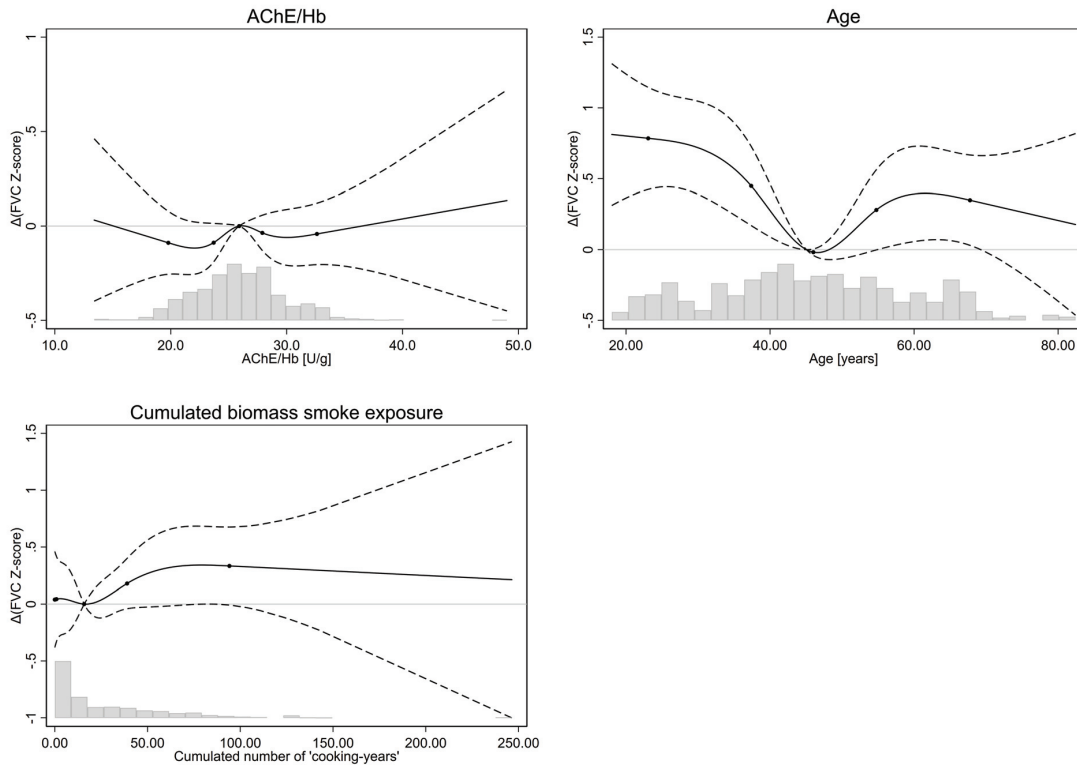 AChE/Hb
Δ(FVC Z-score)
1
.5
0
-.5
10.0 20.0 30.0 40.0 50.0
AChE/Hb [U/g]
Age
Δ(FVC Z-score)
1.5
1
.5
0
-.5
20.00 40.00 60.00 80.00
Age [years]
Cumulated biomass smoke exposure
Δ(FVC Z-score)
1.5
1
.5
0
-.5
-1
0.00 50.00 100.00 150.00 200.00 250.00
Cumulated number of 'cooking-years'